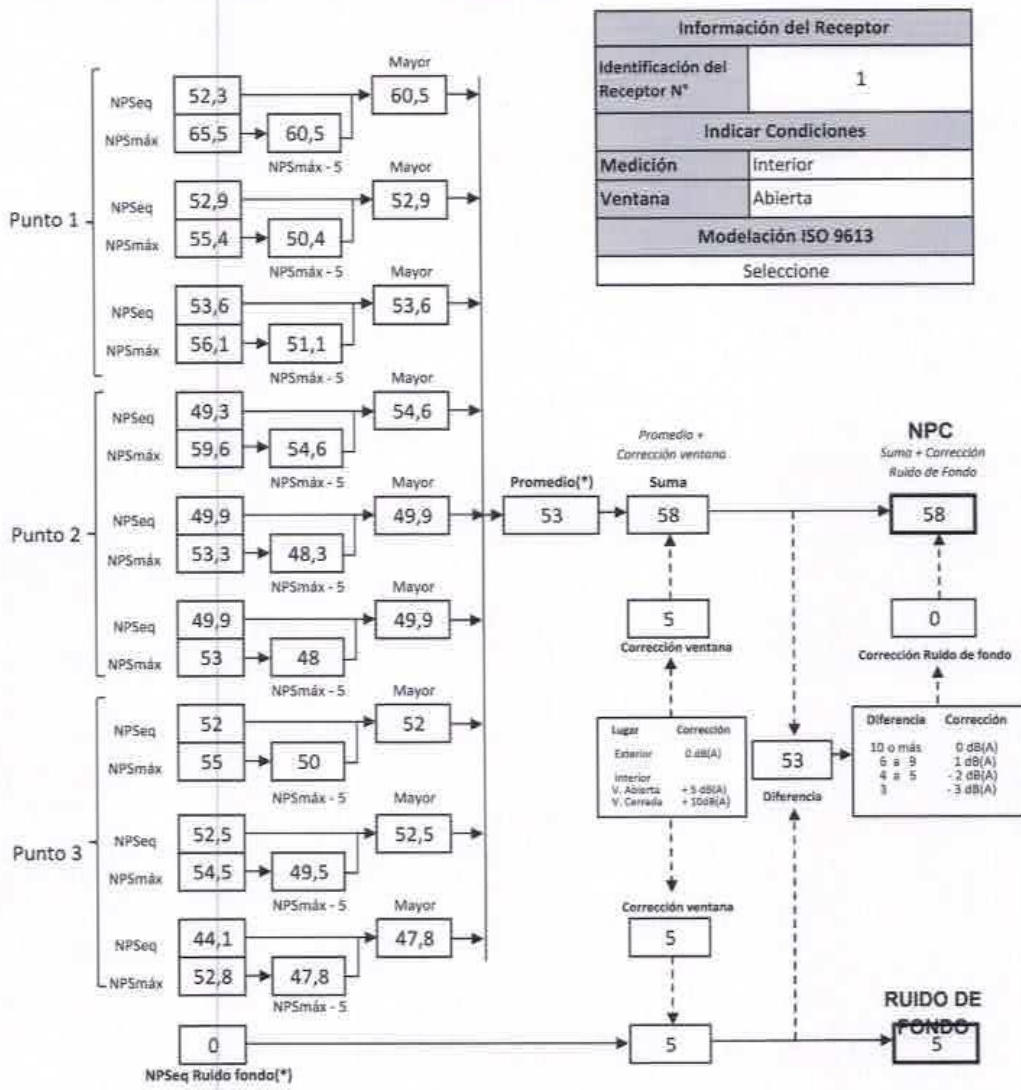 Información del Receptor
Identificación del Receptor N° 1
Indicar Condiciones
Medición Interior
Ventana Abierta
Modelación ISO 9613
Seleccione
Punto 1
Mayor
NPSeq 52,3 60,5
NPSmáx 65,5 60,5
NPSmáx - 5
Mayor
NPSeq 52,9 52,9
NPSmáx 55,4 50,4
NPSmáx - 5
Mayor
NPSeq 53,6 53,6
NPSmáx 56,1 51,1
NPSmáx - 5
Punto 2
Mayor
NPSeq 49,3 54,6
NPSmáx 59,6 54,6
NPSmáx - 5
Mayor
NPSeq 49,9 49,9
NPSmáx 53,3 48,3
NPSmáx - 5
Mayor
NPSeq 49,9 49,9
NPSmáx 53 48
NPSmáx - 5
Punto 3
Mayor
NPSeq 52 52
NPSmáx 55 50
NPSmáx - 5
Mayor
NPSeq 52,5 52,5
NPSmáx 54,5 49,5
NPSmáx - 5
Mayor
NPSeq 44,1 47,8
NPSmáx 52,8 47,8
NPSmáx - 5
0
NPSeq Ruido fondo(*)
Promedio(*)
53
Promedio +
Corrección ventana
Suma
58
5
Corrección ventana
Lugar Corrección
Exterior 0 dB(A)
Interior
V. Abierta + 5 dB(A)
V. Cerrada + 10dB(A)
Corrección ventana
5
5
53
Diferencia
NPC
Suma + Corrección
Ruido de Fondo
58
0
Corrección Ruido de fondo
Diferencia Corrección
10 o más 0 dB(A)
6 a 9 1 dB(A)
4 a 5 - 2 dB(A)
3 - 3 dB(A)
RUIDO DE
FONDO
5